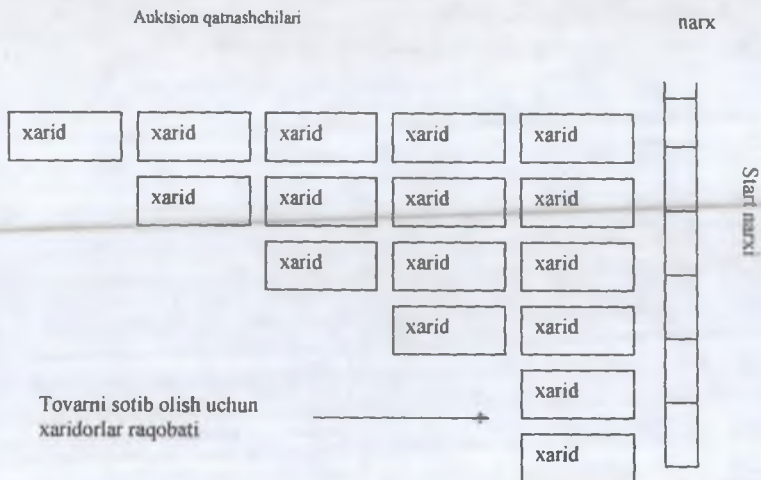 Auktsion qatnashchilari
narx
xarid xarid xarid xarid xarid
xarid xarid xarid xarid
xarid xarid xarid
xarid xarid
xarid
xarid
Start narxi
Tovarni sotib olish uchun
xaridorlar raqobati